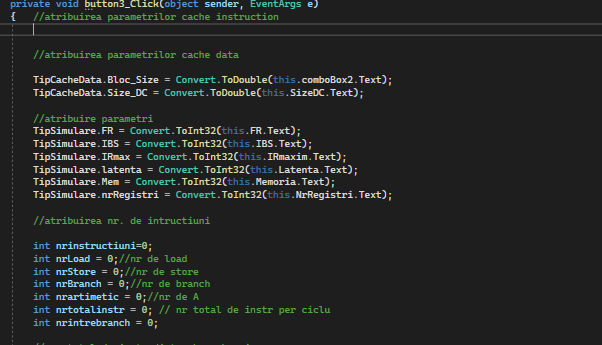 private void button3_Click(object sender, EventArgs e)
{   //atribuirea parametrilor cache instruction
//atribuirea parametrilor cache data
TipCacheData.Bloc_Size = Convert.ToDouble(this.comboBox2.Text);
TipCacheData.Size_DC = Convert.ToDouble(this.SizeDC.Text);
//atribuire parametri
TipSimulare.FR = Convert.ToInt32(this.FR.Text);
TipSimulare.IBS = Convert.ToInt32(this.IBS.Text);
TipSimulare.IRmax = Convert.ToInt32(this.IRmaxim.Text);
TipSimulare.Latenta = Convert.ToInt32(this.Latenta.Text);
TipSimulare.Mem = Convert.ToInt32(this.Memoria.Text);
TipSimulare.nrRegistri = Convert.ToInt32(this.NrRegistri.Text);
//atribuirea nr. de intructiuni
int nrinstructiuni=0;
int nrLoad = 0;//nr de load
int nrStore = 0;//nr de store
int nrBranch = 0;//nr de branch
int nrartimetic = 0;//nr de A
int nrtotalinstr = 0; // nr total de instr per ciclu
int nrintrebranch = 0;